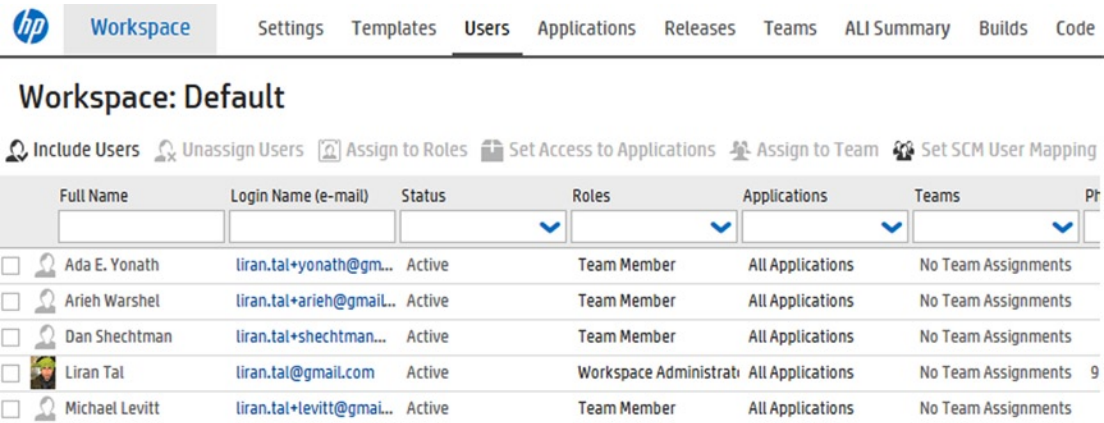 hp Workspace Settings Templates Users Applications Releases Teams ALI Summary Builds Code
Workspace: Default
Include Users Unassign Users Assign to Roles Set Access to Applications Assign to Team Set SCM User Mapping
Full Name Login Name (e-mail) Status Roles Applications Teams Ph
Ada E. Yonath liran.tal+yonath@gm... Active Team Member All Applications No Team Assignments
Arieh Warshel liran.tal+arieh@gmail... Active Team Member All Applications No Team Assignments
Dan Shechtman liran.tal+shechtman... Active Team Member All Applications No Team Assignments
Liran Tal liran.tal@gmail.com Active Workspace Administrat All Applications No Team Assignments 9
Michael Levitt liran.tal+levitt@gmai... Active Team Member All Applications No Team Assignments